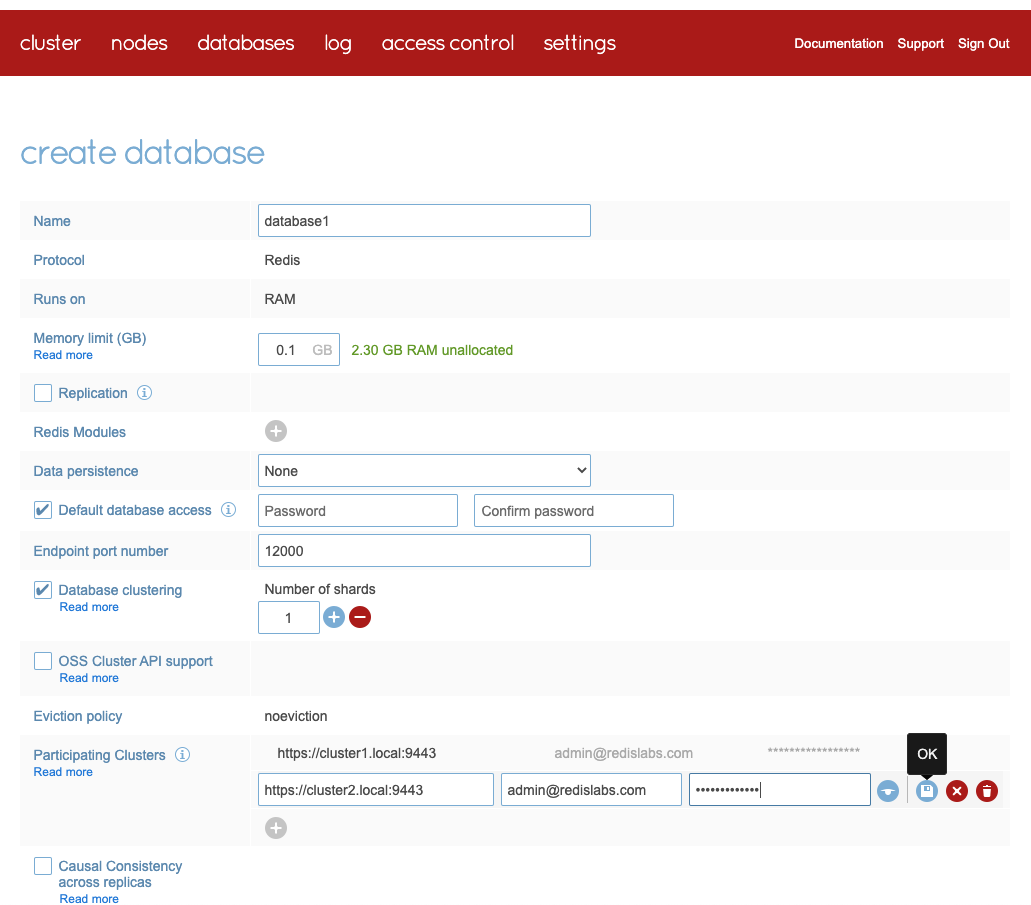 cluster nodes databases log access control settings Documentation Support Sign Out
create database
Name database1
Protocol Redis
Runs on RAM
Memory limit (GB)
Read more
0.1 GB 2.30 GB RAM unallocated
Replication
Redis Modules
Data persistence None
Default database access Password Confirm password
Endpoint port number 12000
Database clustering Number of shards
Read more
1
OSS Cluster API support
Read more
Eviction policy noeviction
Participating Clusters https://cluster1.local:9443 admin@redislabs.com *****************
Read more
OK
https://cluster2.local:9443 admin@redislabs.com •••••••••••••
Causal Consistency
across replicas
Read more